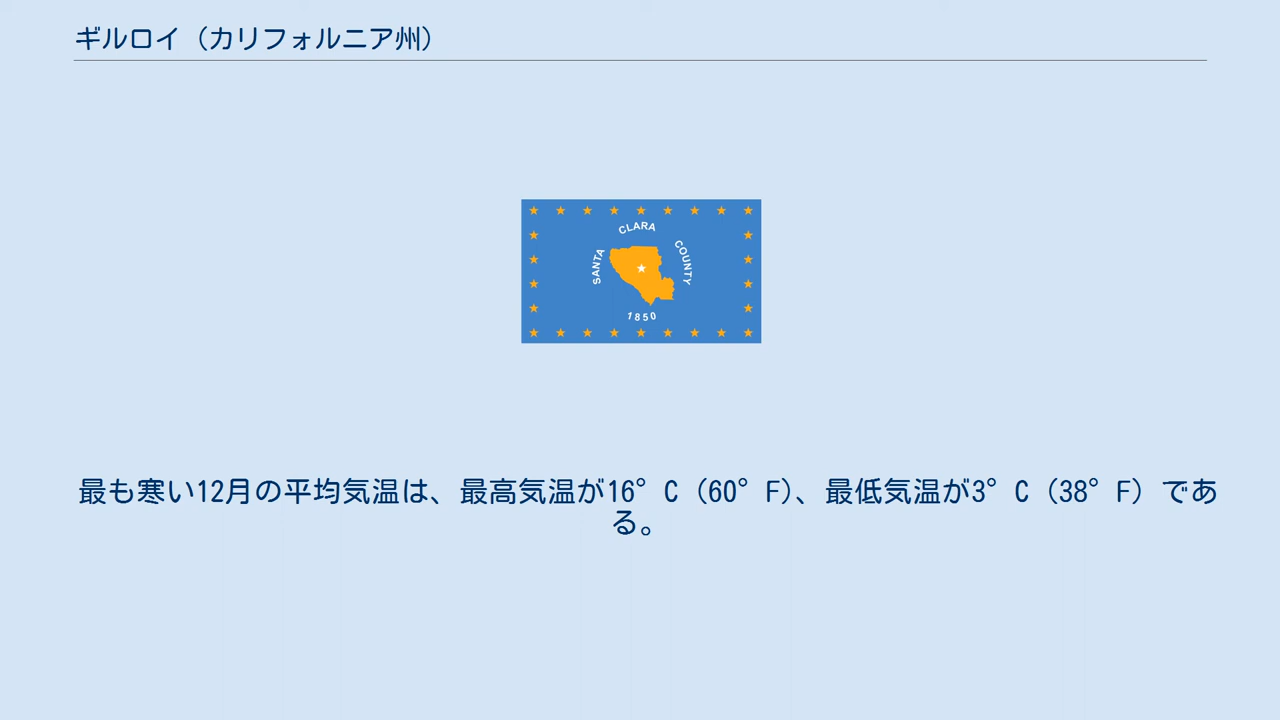 ギルロイ（カリフォルニア州）
CLARA
SANTA
COUNTY
1850
最も寒い12月の平均気温は、最高気温が16°C（60°F）、最低気温が3°C（38°F）であ
る。